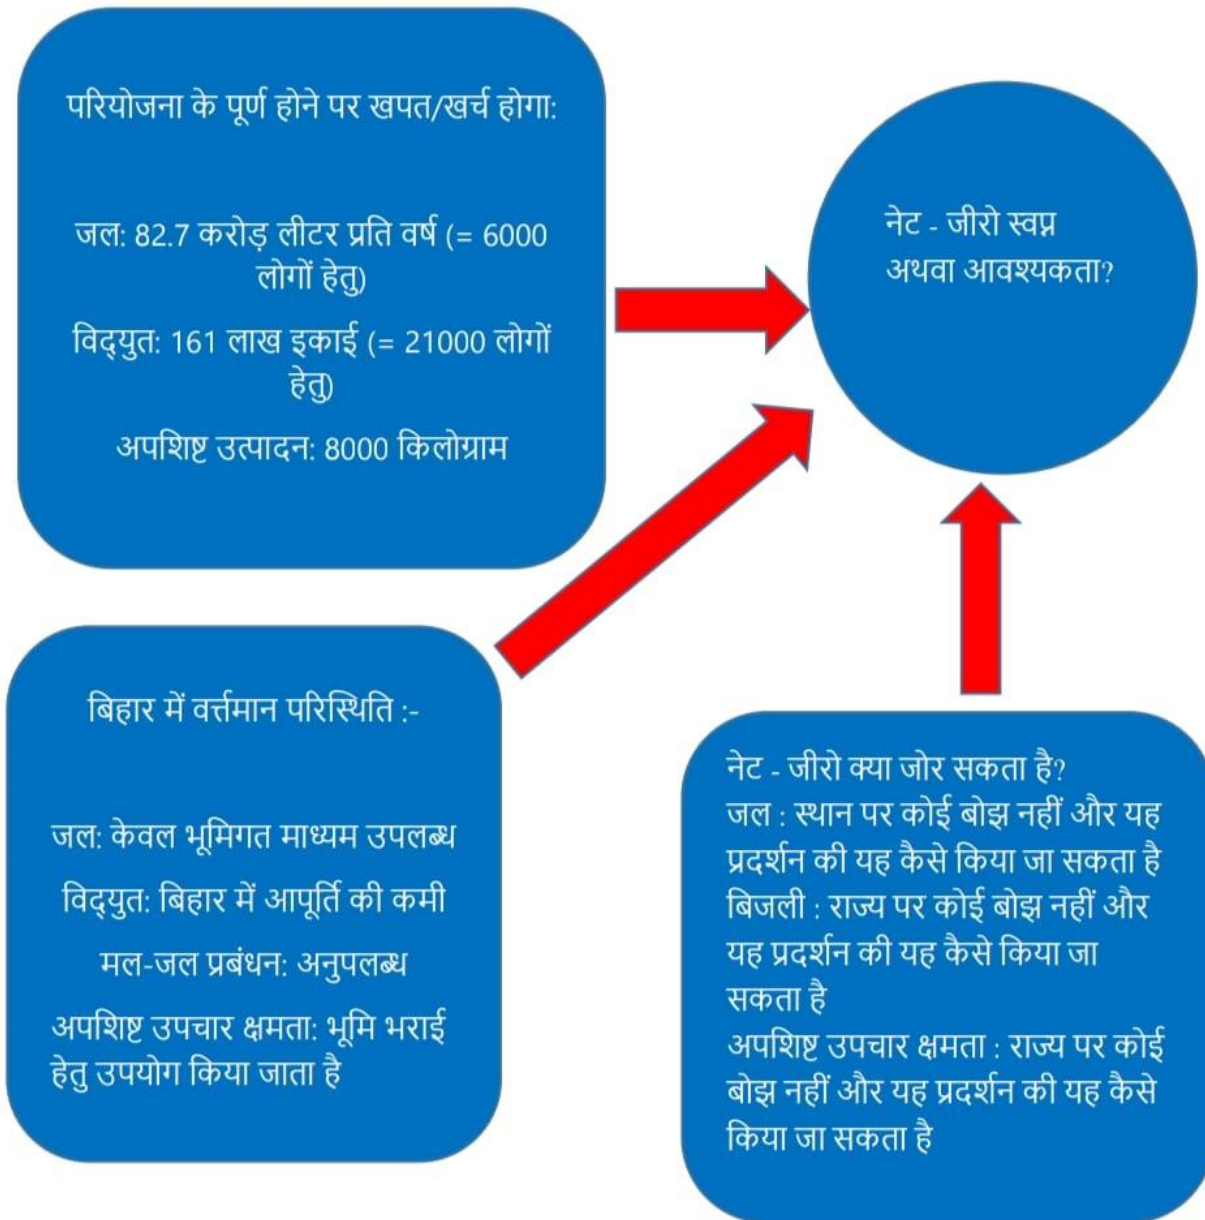 परियोजना के पूर्ण होने पर खपत/खर्च होगा:
जल: 82.7 करोड़ लीटर प्रति वर्ष (= 6000
लोगों हेतु)
विद्युत: 161 लाख इकाई (= 21000 लोगों
हेतु)
अपशिष्ट उत्पादन: 8000 किलोग्राम
नेट - जीरो स्वप्न
अथवा आवश्यकता?
बिहार में वर्त्तमान परिस्थिति :-
जल: केवल भूमिगत माध्यम उपलब्ध
विद्युत: बिहार में आपूर्ति की कमी
मल-जल प्रबंधन: अनुपलब्ध
अपशिष्ट उपचार क्षमता: भूमि भराई
हेतु उपयोग किया जाता है
नेट - जीरो क्या जोर सकता है?
जल : स्थान पर कोई बोझ नहीं और यह
प्रदर्शन की यह कैसे किया जा सकता है
बिजली : राज्य पर कोई बोझ नहीं और
यह प्रदर्शन की यह कैसे किया जा
सकता है
अपशिष्ट उपचार क्षमता : राज्य पर कोई
बोझ नहीं और यह प्रदर्शन की यह कैसे
किया जा सकता है